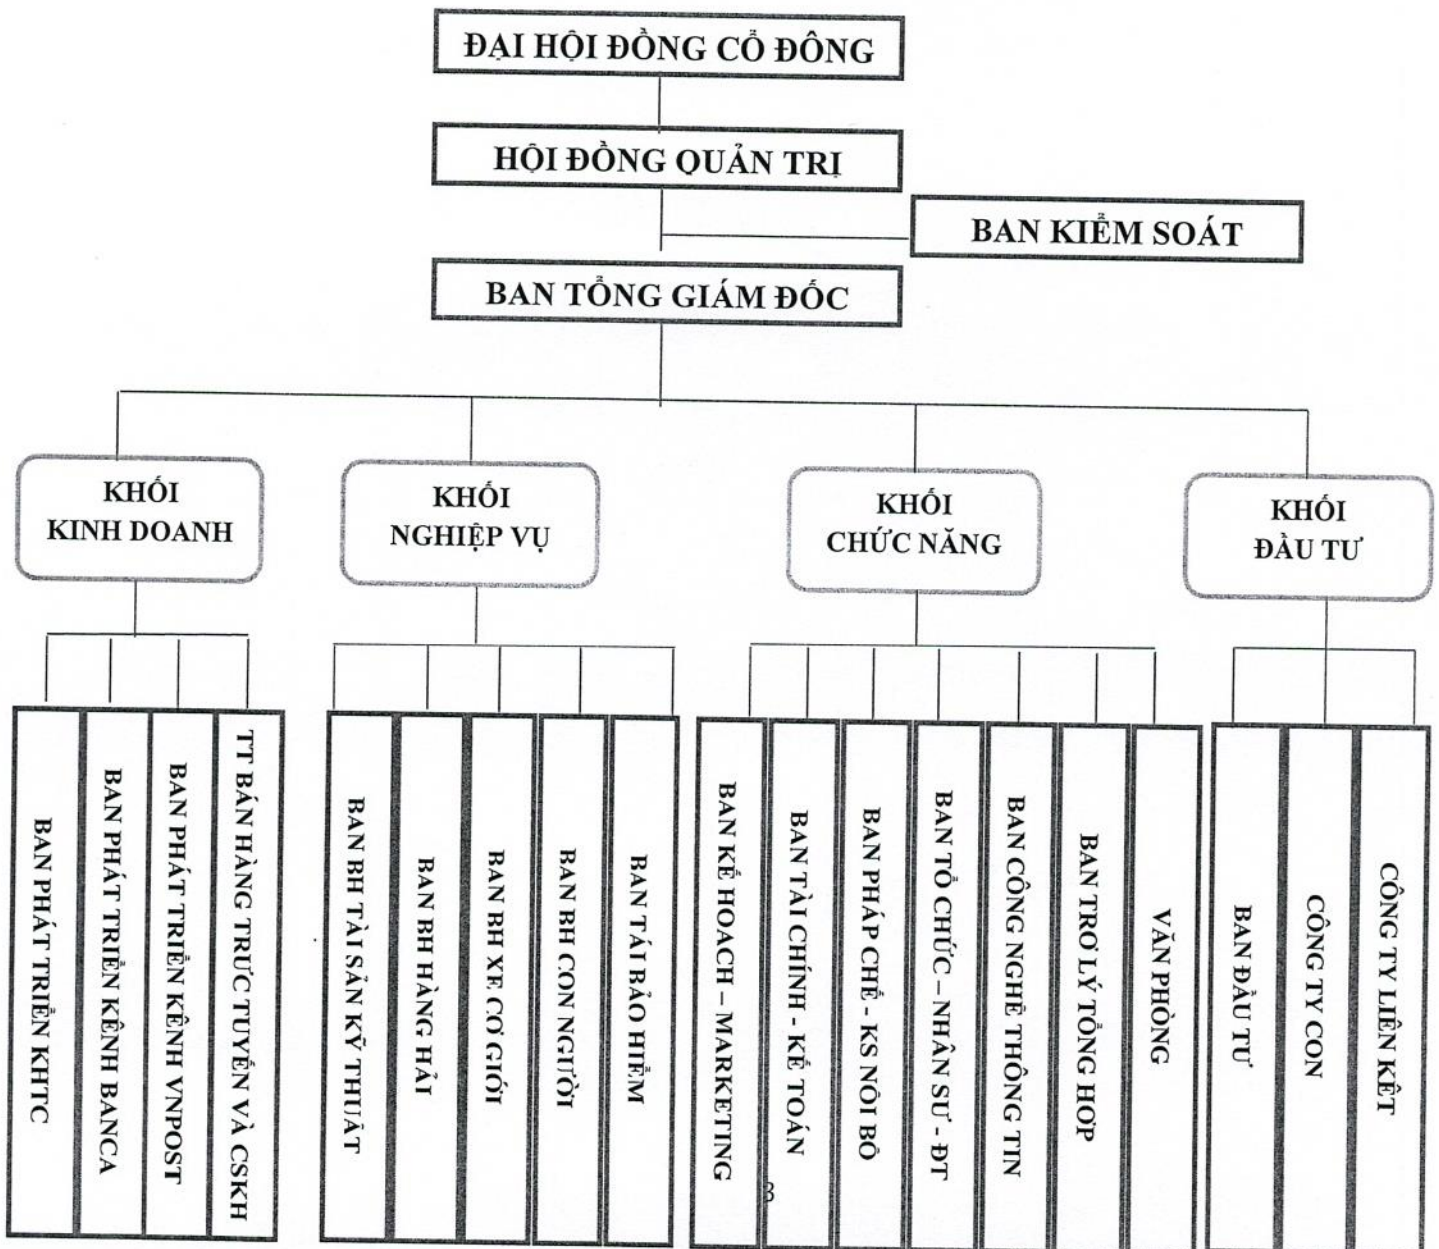 ĐẠI HỘI ĐỒNG CỔ ĐÔNG
HỘI ĐỒNG QUẢN TRỊ
BAN KIỂM SOÁT
BAN TỔNG GIÁM ĐỐC
KHỐI
KINH DOANH
KHỐI
NGHIỆP VỤ
KHỐI
CHỨC NĂNG
KHỐI
ĐẦU TƯ
BAN PHÁT TRIỂN KHTC
BAN PHÁT TRIỂN KÊNH BANCA
BAN PHÁT TRIỂN KÊNH VNPOST
TT BÁN HÀNG TRỰC TUYẾN VÀ CSKH
BAN BH TÀI SẢN KỸ THUẬT
BAN BH HÀNG HẢI
BAN BH XE CƠ GIỚI
BAN BH CON NGƯỜI
BAN TÁI BẢO HIỂM
BAN KẾ HOẠCH – MARKETING
BAN TÀI CHÍNH - KẾ TOÁN
BAN PHÁP CHẾ - KS NỘI BỘ
BAN TỔ CHỨC – NHÂN SỰ - ĐT
BAN CÔNG NGHỆ THÔNG TIN
BAN TRỢ LÝ TỔNG HỢP
VĂN PHÒNG
BAN ĐẦU TƯ
CÔNG TY CON
CÔNG TY LIÊN KẾT
3